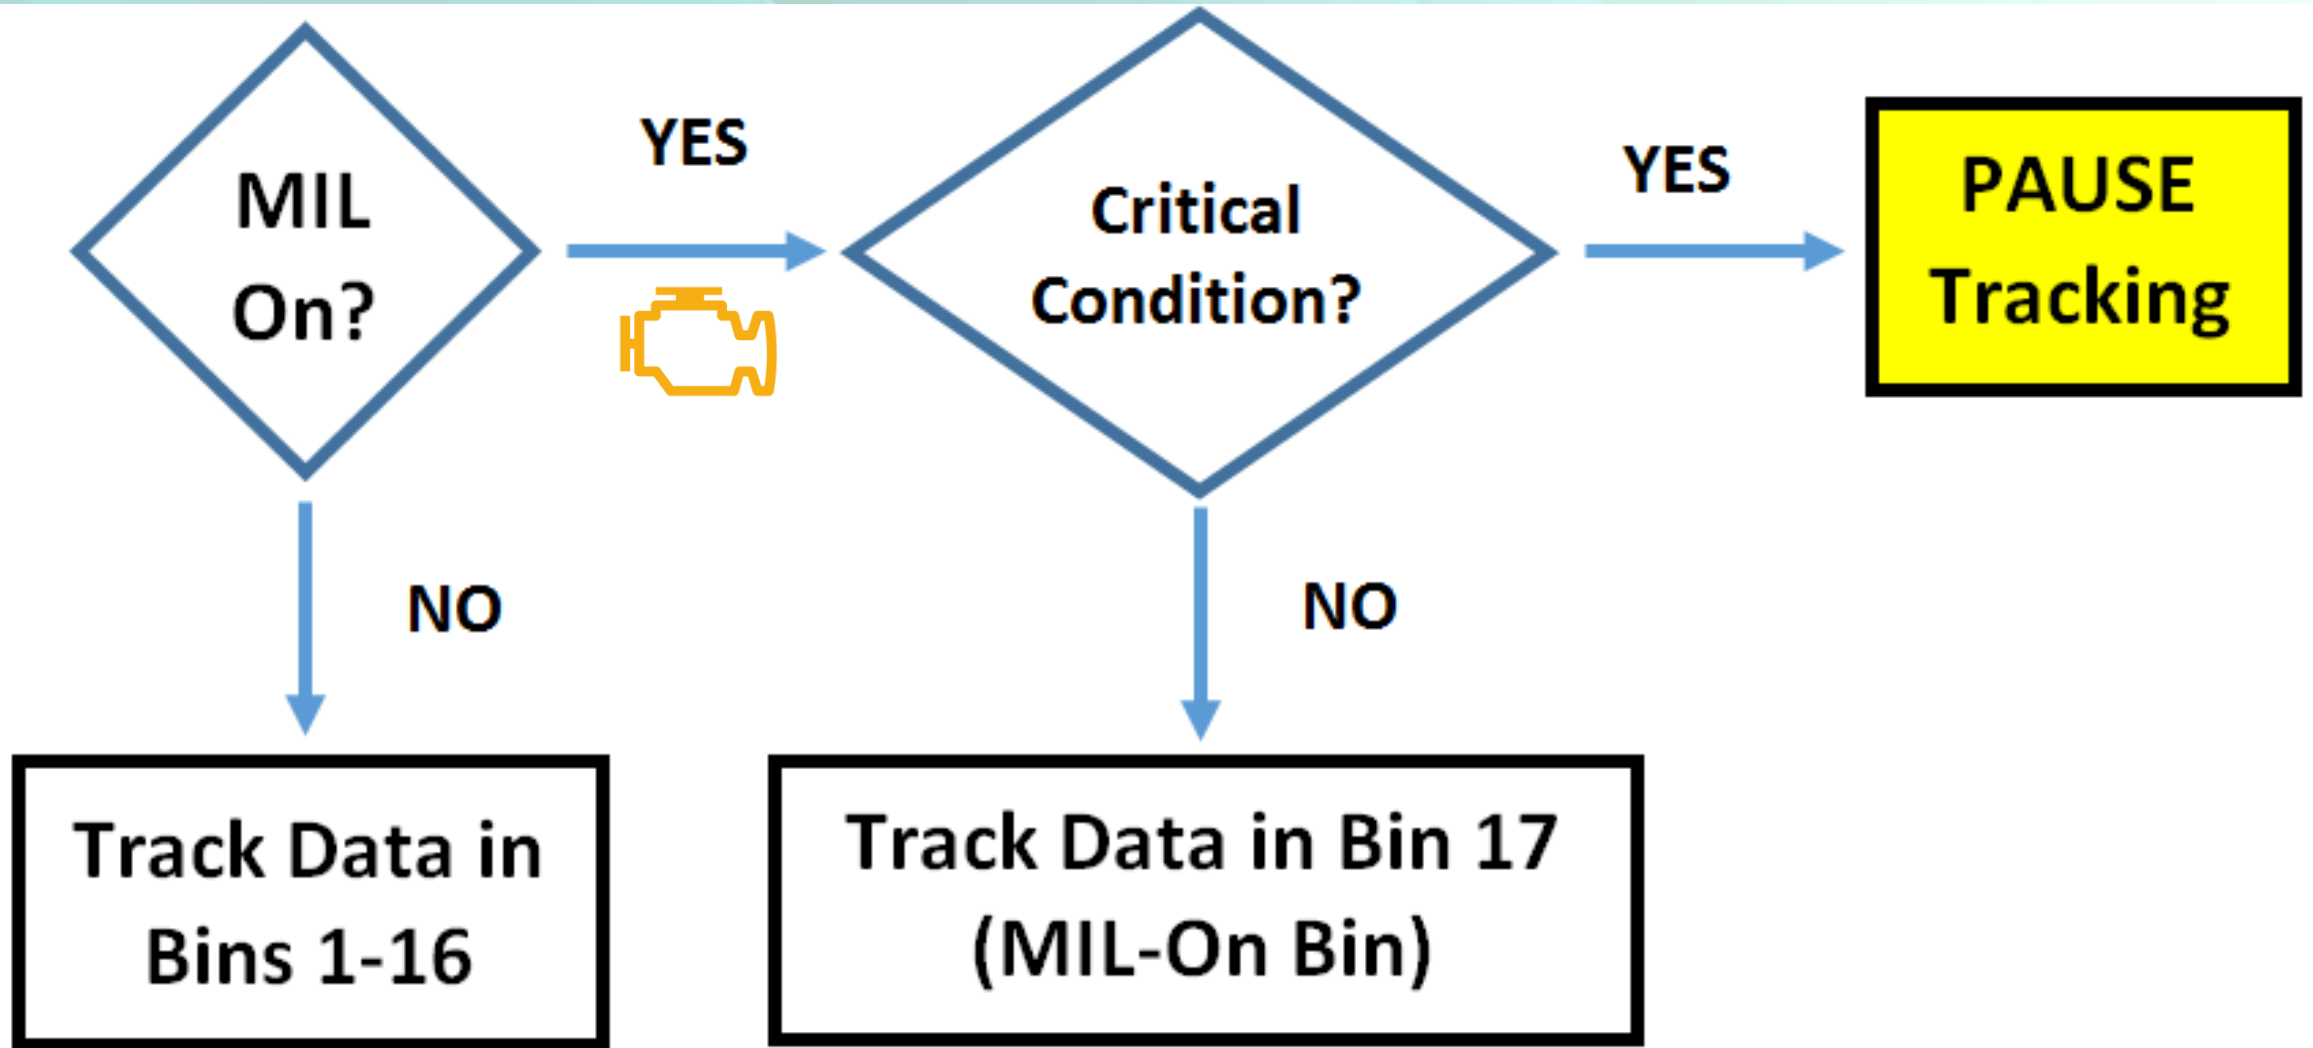 MIL
On?
YES
Critical
Condition?
YES
PAUSE
Tracking
NO
NO
Track Data in
Bins 1-16
Track Data in Bin 17
(MIL-On Bin)